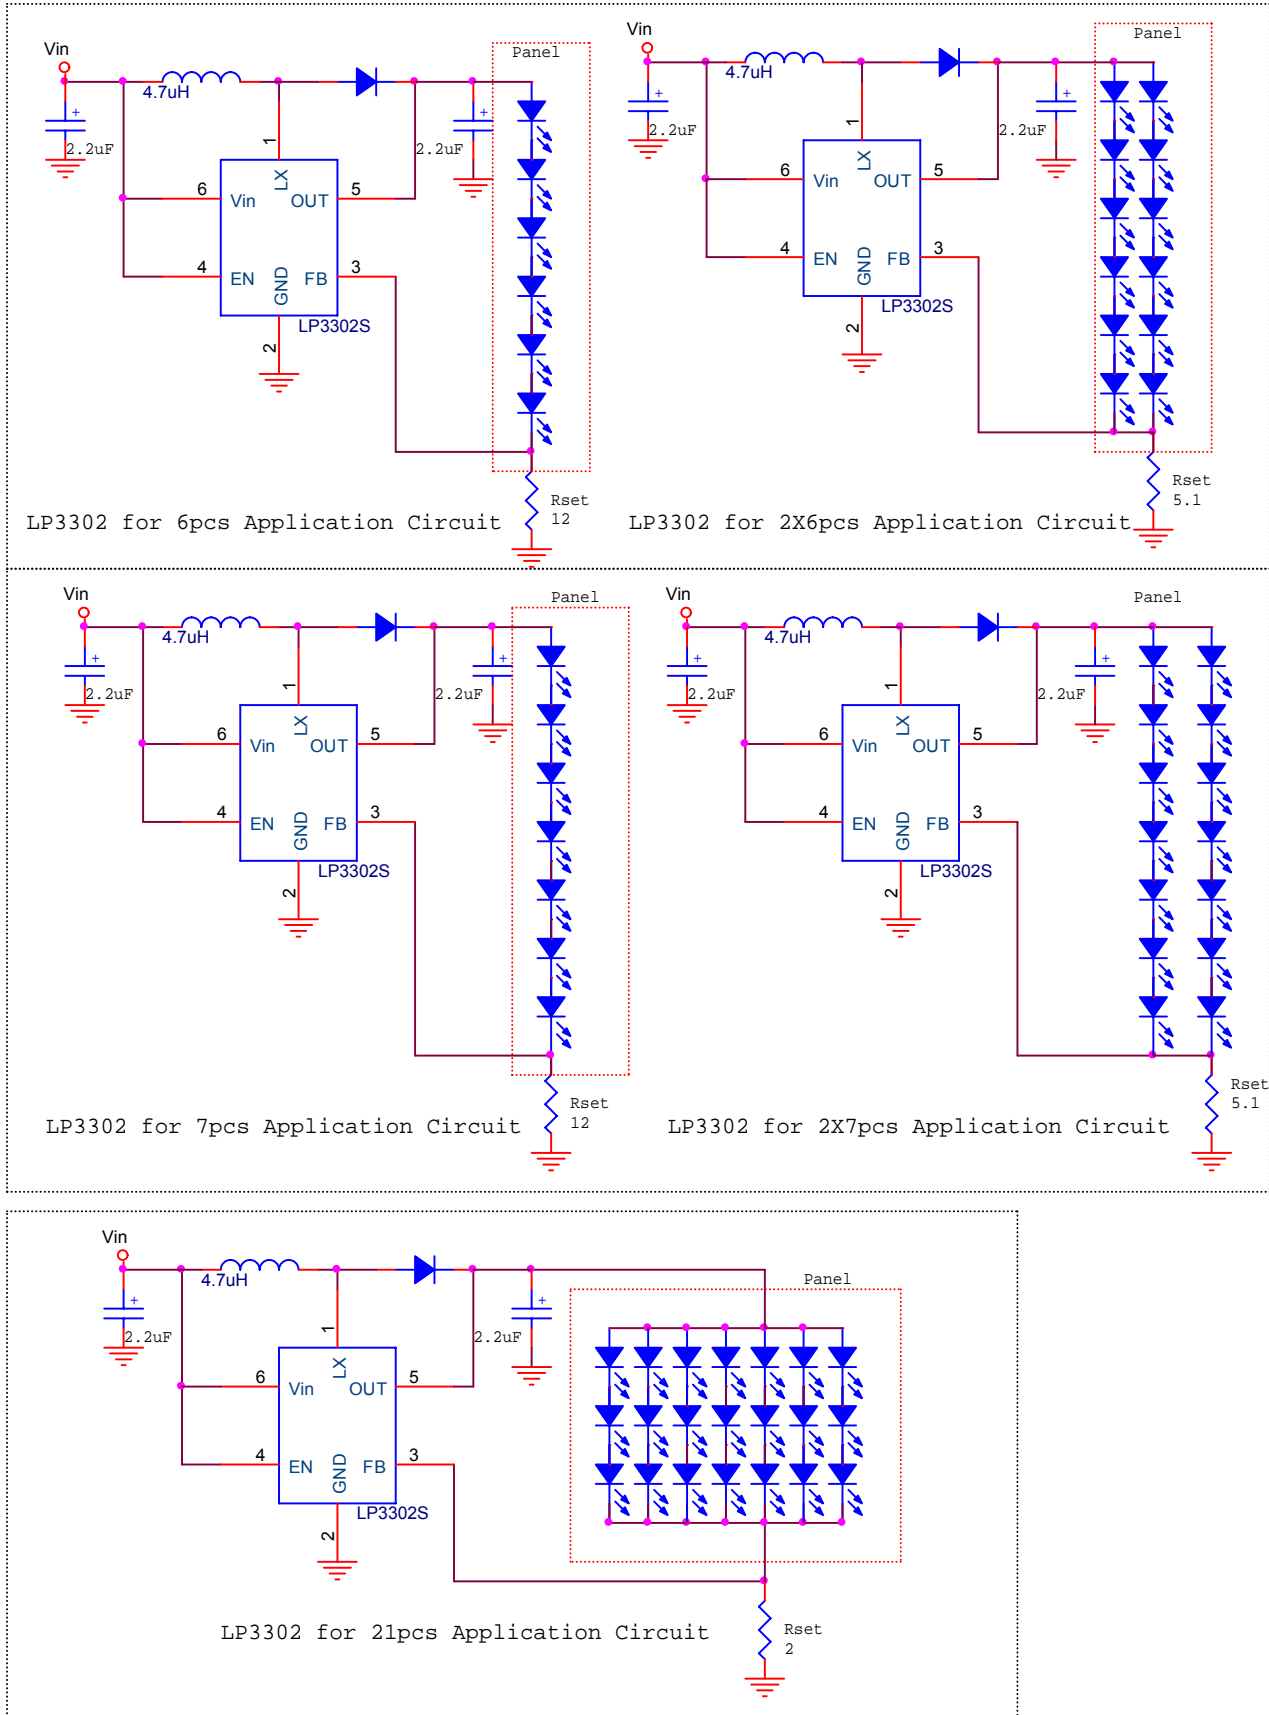 Vin
4.7uH
2.2uF
2.2uF
Panel
1
LX
6
Vin
OUT
5
4
EN
GND
FB
3
LP3302S
2
Rset
12
LP3302 for 6pcs Application Circuit
Vin
4.7uH
2.2uF
2.2uF
Panel
1
LX
6
Vin
OUT
5
4
EN
GND
FB
3
LP3302S
2
Rset
5.1
LP3302 for 2X6pcs Application Circuit
Vin
4.7uH
2.2uF
2.2uF
Panel
1
LX
6
Vin
OUT
5
4
EN
GND
FB
3
LP3302S
2
Rset
12
LP3302 for 7pcs Application Circuit
Vin
4.7uH
2.2uF
2.2uF
Panel
1
LX
6
Vin
OUT
5
4
EN
GND
FB
3
LP3302S
2
Rset
5.1
LP3302 for 2X7pcs Application Circuit
Vin
4.7uH
2.2uF
2.2uF
Panel
1
LX
6
Vin
OUT
5
4
EN
GND
FB
3
LP3302S
2
Rset
2
LP3302 for 21pcs Application Circuit